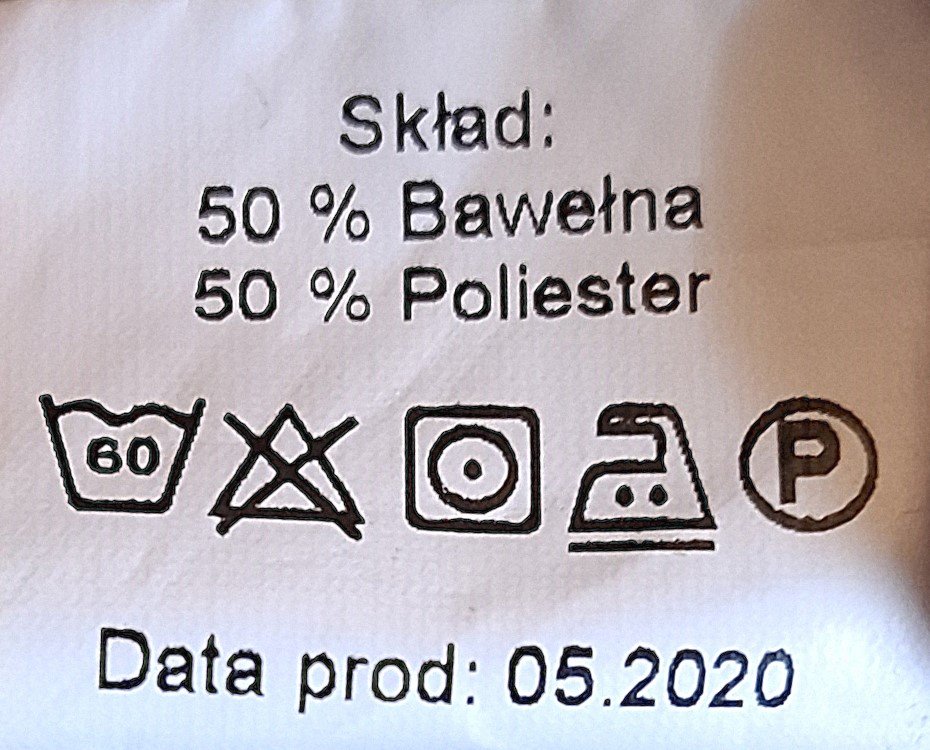 Skład:
50 % Bawełna
50 % Poliester
60 P
Data prod: 05.2020